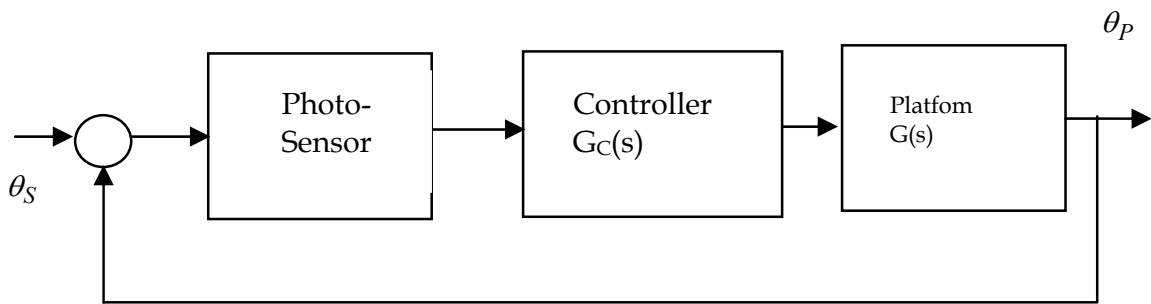 θP
Photo-
Sensor
Controller
GC(s)
Platfom
G(s)
θS